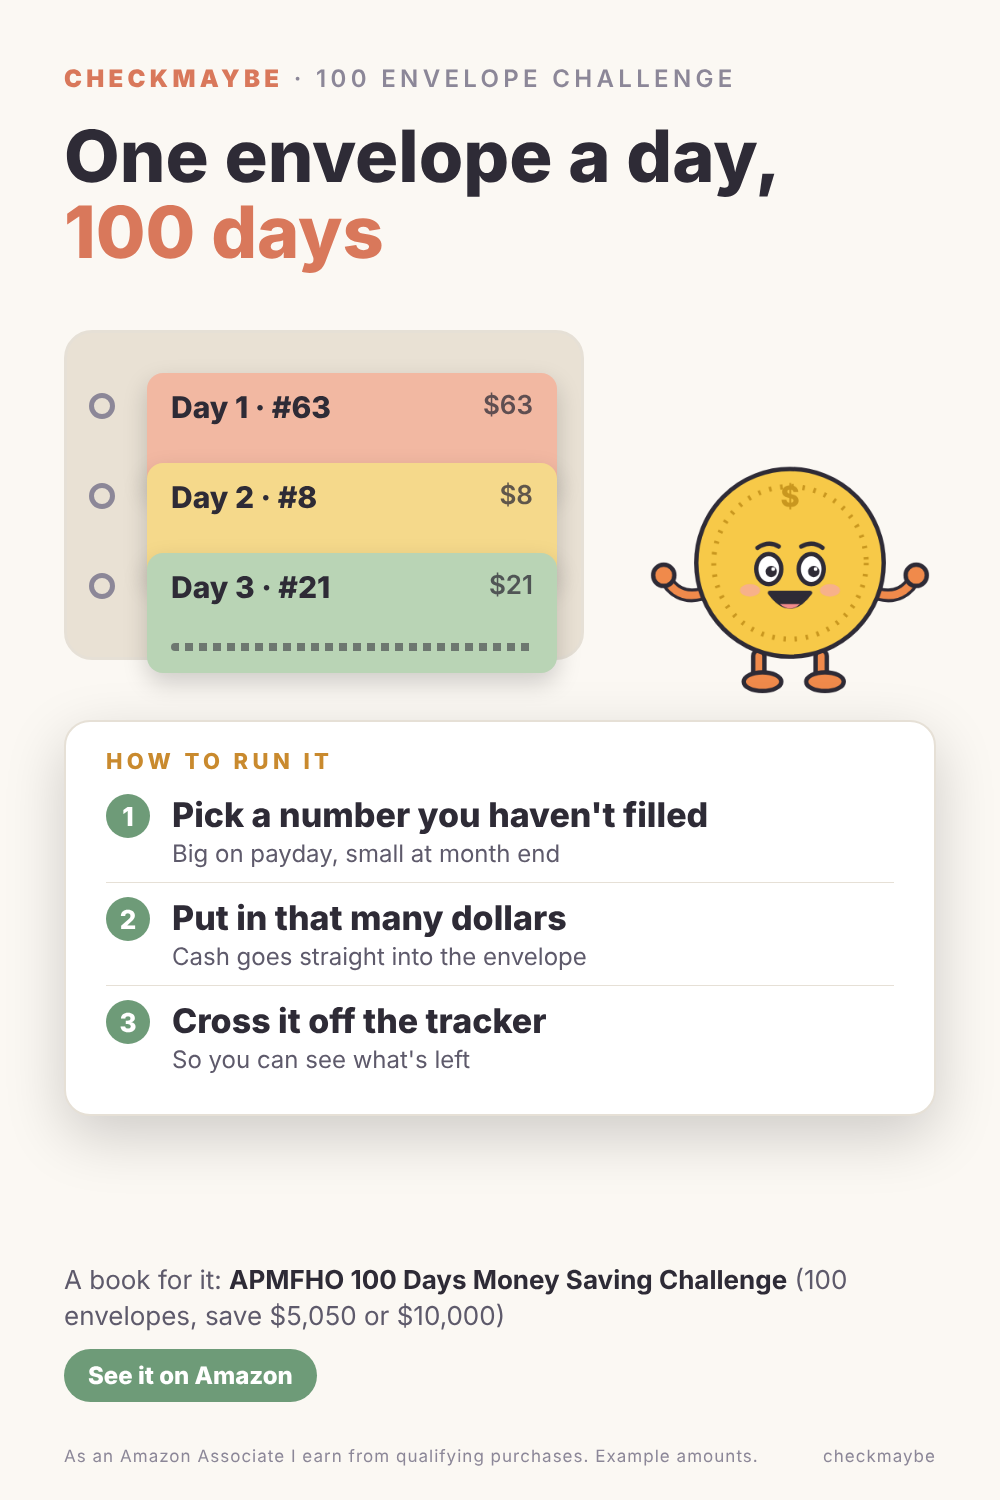 CHECKMAYBE · 100 ENVELOPE CHALLENGE
One envelope a day,
100 days
Day 1 · #63 $63
Day 2 · #8 $8
Day 3 · #21 $21
$
HOW TO RUN IT
1 Pick a number you haven't filled
Big on payday, small at month end
2 Put in that many dollars
Cash goes straight into the envelope
3 Cross it off the tracker
So you can see what's left
A book for it: APMFHO 100 Days Money Saving Challenge (100
envelopes, save $5,050 or $10,000)
See it on Amazon
As an Amazon Associate I earn from qualifying purchases. Example amounts. checkmaybe